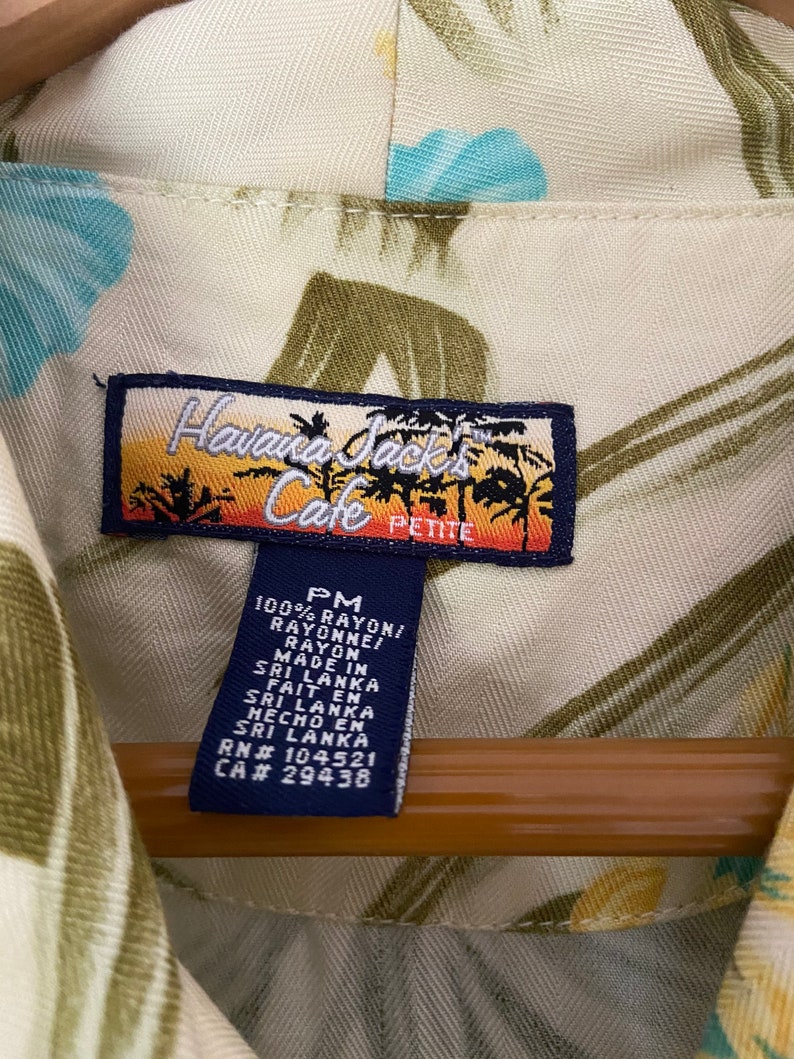 Havana Jack's™
Cafe PETITE
PM
100% RAYON/
RAYONNE/
RAYON
MADE IN
SRI LANKA
FAIT EN
SRI LANKA
HECHO EN
SRI LANKA
RN# 104521
CA# 29438